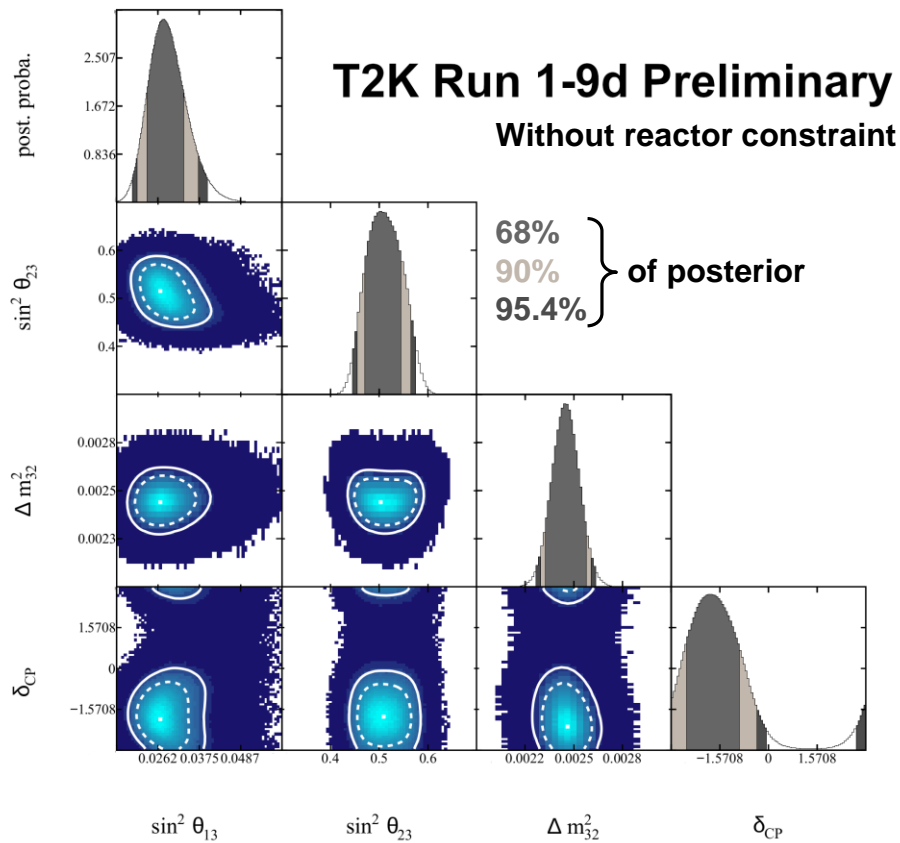 T2K Run 1-9d Preliminary
Without reactor constraint
68%
90%
95.4%
of posterior
post. proba.
2.507
1.672
0.836
sin² θ₂₃
0.6
0.5
0.4
Δ m²₃₂
0.0028
0.0025
0.0023
δCP
1.5708
0
−1.5708
0.0262 0.0375 0.0487
0.4 0.5 0.6
0.0022 0.0025 0.0028
−1.5708 0 1.5708
sin² θ₁₃
sin² θ₂₃
Δ m²₃₂
δCP